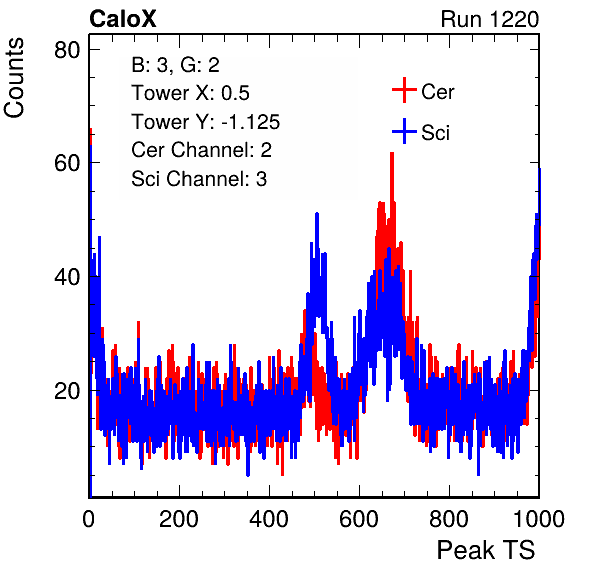 CaloX Run 1220
Counts
B: 3, G: 2
Tower X: 0.5
Tower Y: -1.125
Cer Channel: 2
Sci Channel: 3
Cer
Sci
80
60
40
20
0 200 400 600 800 1000
Peak TS